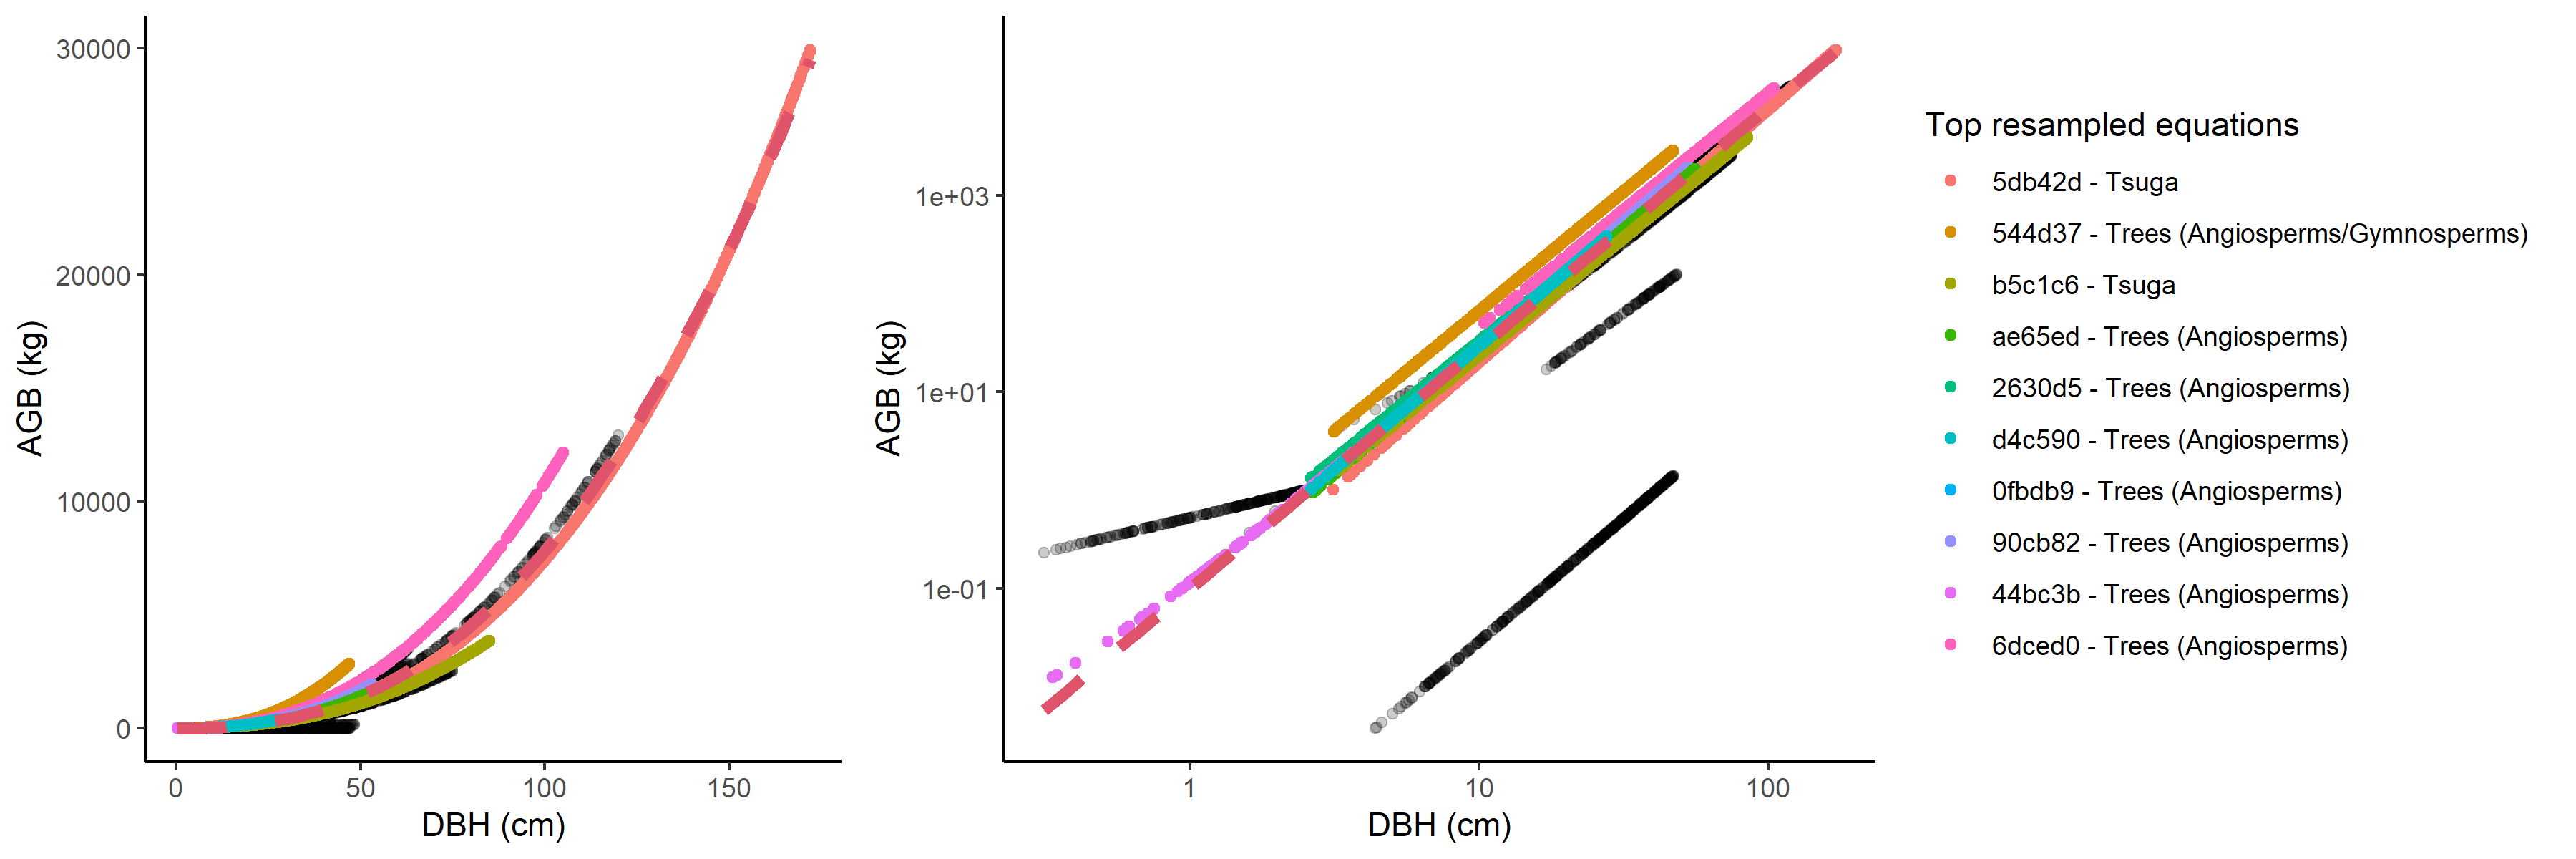 30000
20000
10000
0
AGB (kg)
0
50
100
150
DBH (cm)
1e+03
1e+01
1e-01
AGB (kg)
1
10
100
DBH (cm)
Top resampled equations
5db42d - Tsuga
544d37 - Trees (Angiosperms/Gymnosperms)
b5c1c6 - Tsuga
ae65ed - Trees (Angiosperms)
2630d5 - Trees (Angiosperms)
d4c590 - Trees (Angiosperms)
0fbdb9 - Trees (Angiosperms)
90cb82 - Trees (Angiosperms)
44bc3b - Trees (Angiosperms)
6dced0 - Trees (Angiosperms)